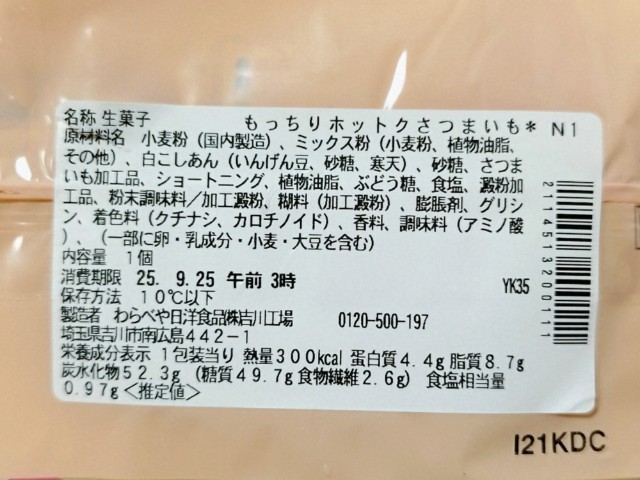 名称 生菓子 もっちりホットクさつまいも* N1
原材料名 小麦粉(国内製造)、ミックス粉(小麦粉、植物油脂、
その他)、白こしあん(いんげん豆、砂糖、寒天)、砂糖、さつま
いも加工品、ショートニング、植物油脂、ぶどう糖、食塩、澱粉加
工品、粉末調味料/加工澱粉、糊料(加工澱粉)、膨脹剤、グリシ
ン、着色料(クチナシ、カロチノイド)、香料、調味料(アミノ酸
)、(一部に卵・乳成分・小麦・大豆を含む)
内容量 1個
消費期限 25. 9.25 午前 3時 YK35
保存方法 10℃以下
製造者 わらべや日洋食品㈱吉川工場 0120-500-197
埼玉県吉川市南広島442-1
栄養成分表示 1包装当り 熱量300kcal 蛋白質4.4g 脂質8.7g
炭水化物52.3g (糖質49.7g 食物繊維2.6g) 食塩相当量
0.97g<推定値>
2114513200111
I21KDC